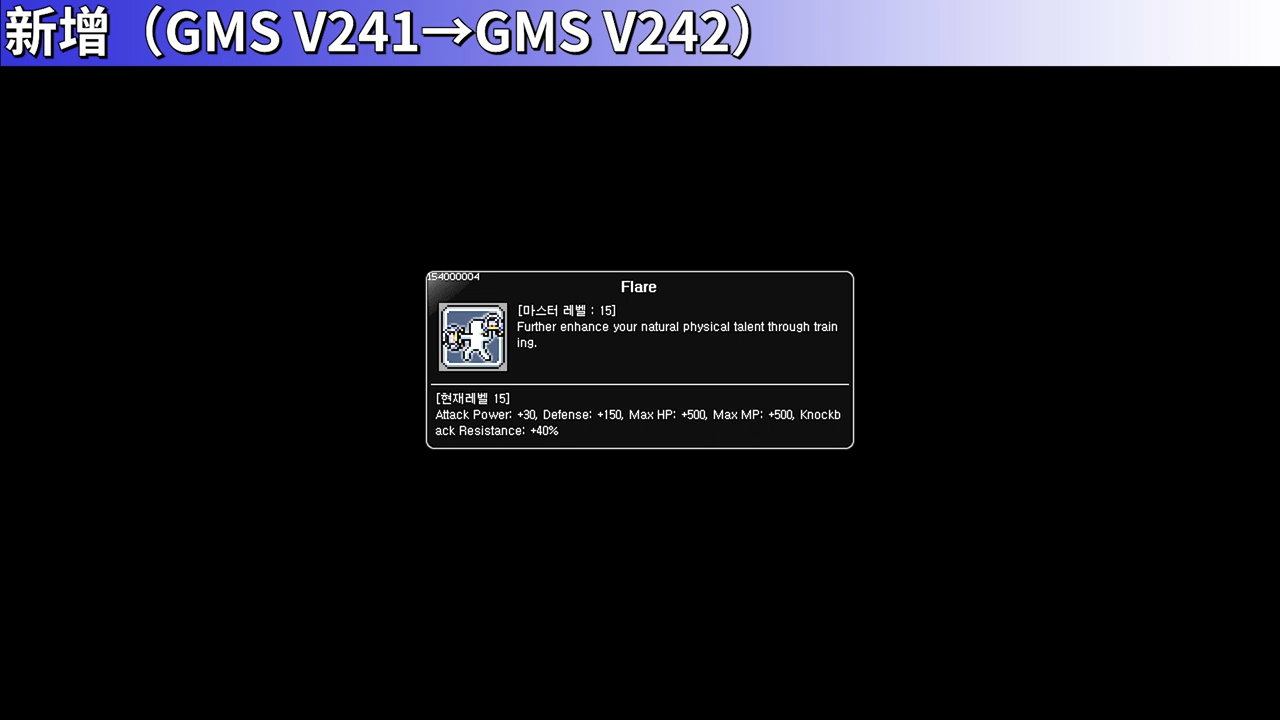 新增（GMS V241→GMS V242）
154000004
Flare
[마스터 레벨 : 15]
Further enhance your natural physical talent through train
ing.
[현재레벨 15]
Attack Power: +30, Defense: +150, Max HP: +500, Max MP: +500, Knockb
ack Resistance: +40%